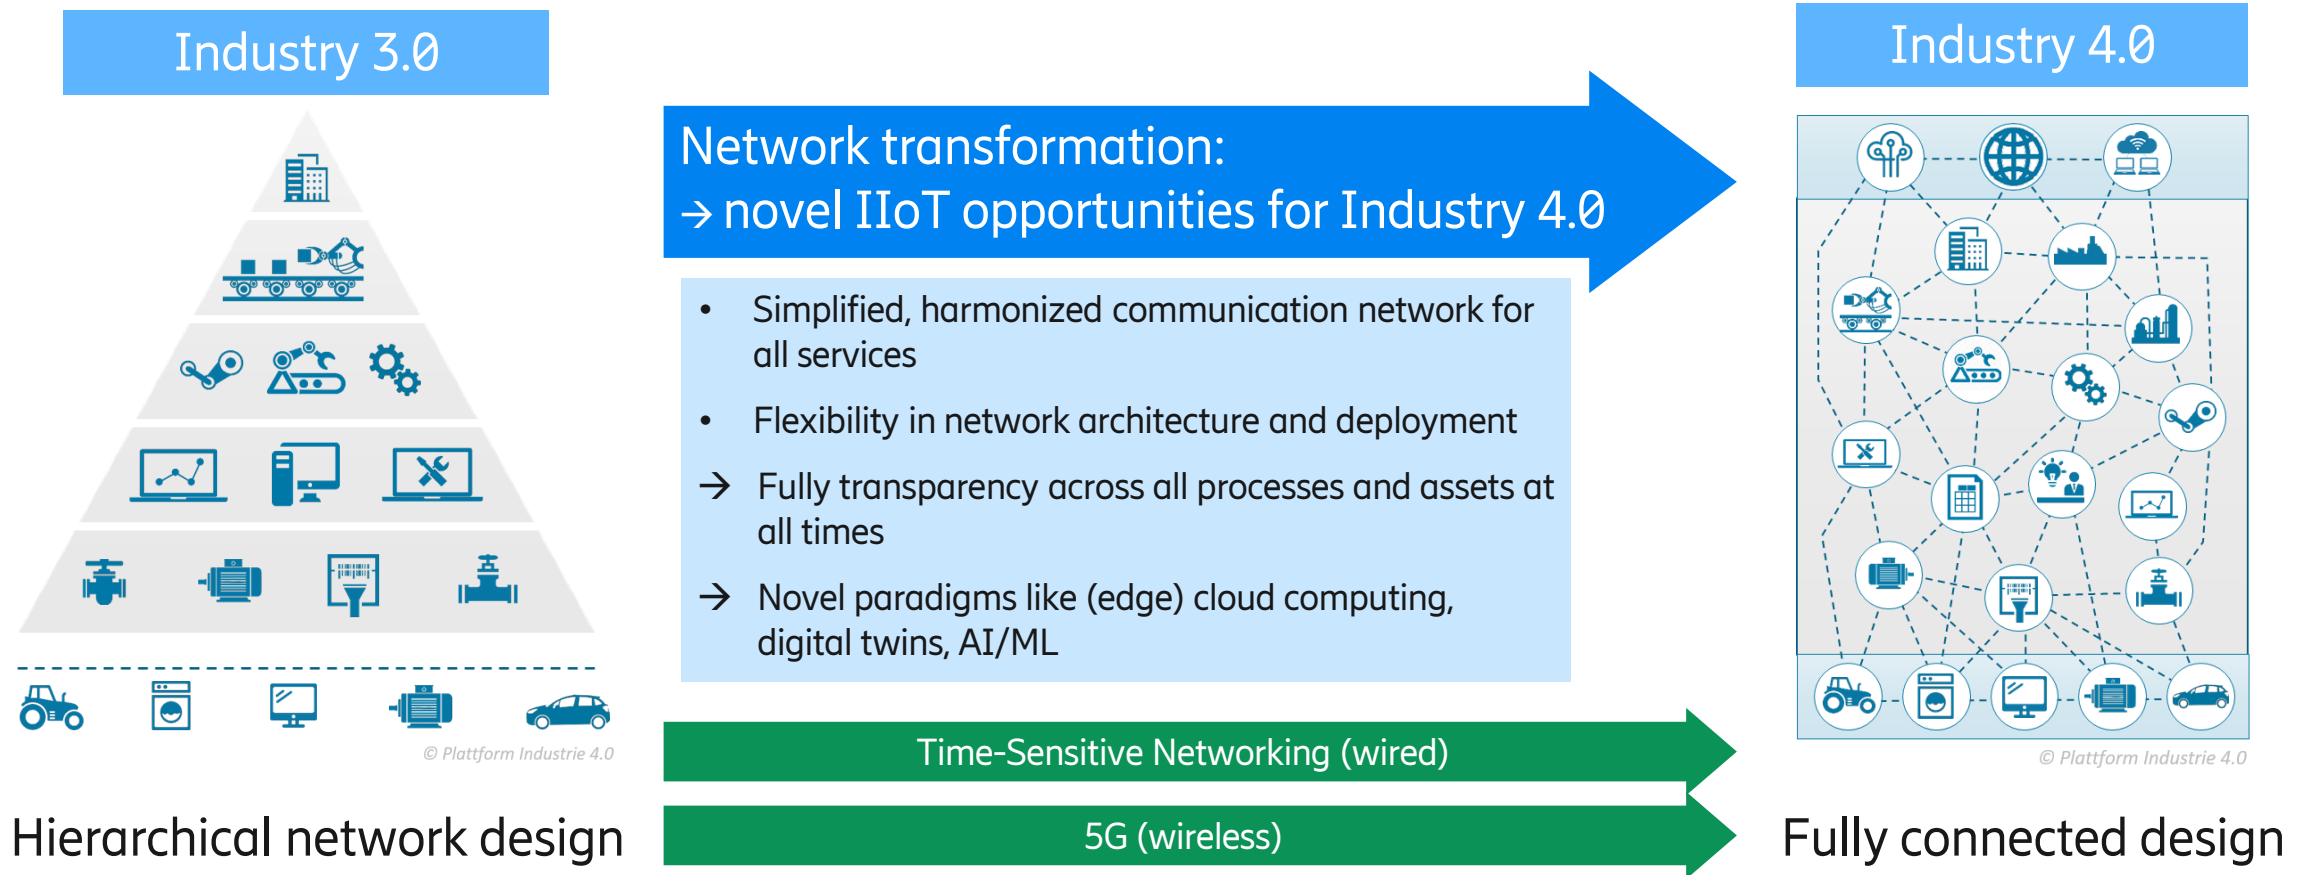 Industry 3.0
Industry 4.0
Network transformation:
→ novel IIoT opportunities for Industry 4.0
• Simplified, harmonized communication network for
all services
• Flexibility in network architecture and deployment
→ Fully transparency across all processes and assets at
all times
→ Novel paradigms like (edge) cloud computing,
digital twins, AI/ML
© Plattform Industrie 4.0
Time-Sensitive Networking (wired)
© Plattform Industrie 4.0
Hierarchical network design
5G (wireless)
Fully connected design